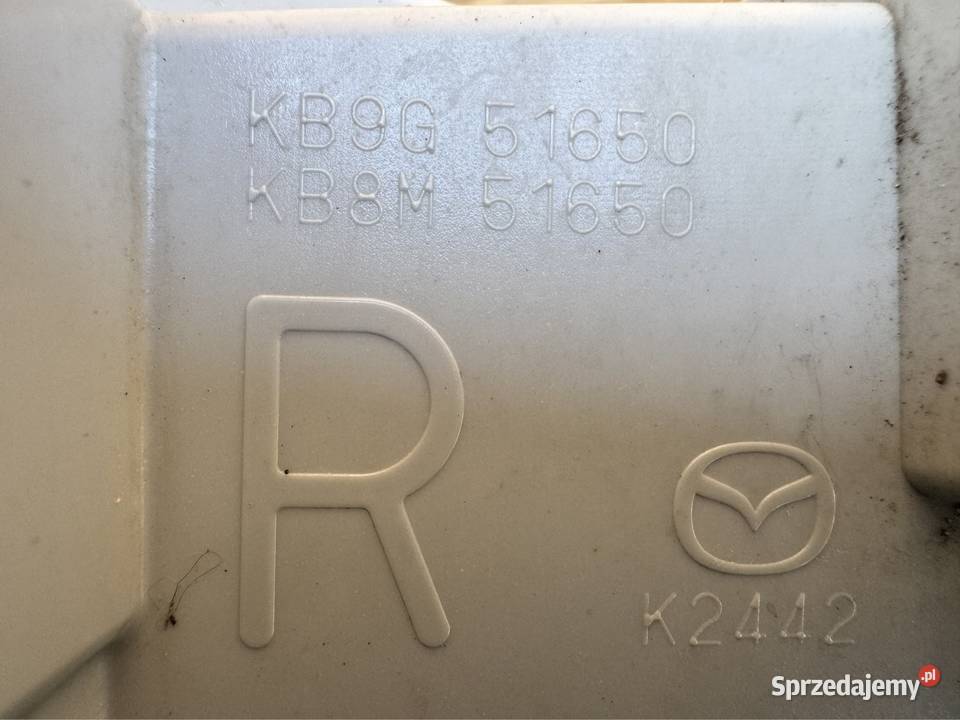 KB9G 51650
KB8M 51650
R
K2442
Sprzedajemy.pl